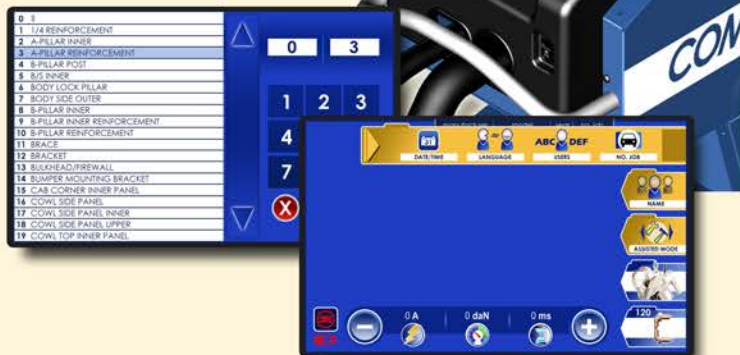 0 $
1 1/4 REINFORCEMENT
2 A-PILLAR INNER
3 A-PILLAR REINFORCEMENT
4 B-PILLAR POST
5 B/S INNER
6 BODY LOCK PILLAR
7 BODY SIDE OUTER
8 B-PILLAR INNER
9 B-PILLAR INNER REINFORCEMENT
10 B-PILLAR REINFORCEMENT
11 BRACE
12 BRACKET
13 BULKHEAD/FIREWALL
14 BUMPER MOUNTING BRACKET
15 CAB CORNER INNER PANEL
16 COWL SIDE PANEL
17 COWL SIDE PANEL INNER
18 COWL SIDE PANEL UPPER
19 COWL TOP INNER PANEL
0 3
1 2 3
4
7
X
COM
31
ABC DEF
DATE/TIME LANGUAGE USERS NO. JOB
NAME
ASSISTED MODE
120
0 A 0 daN 0 ms